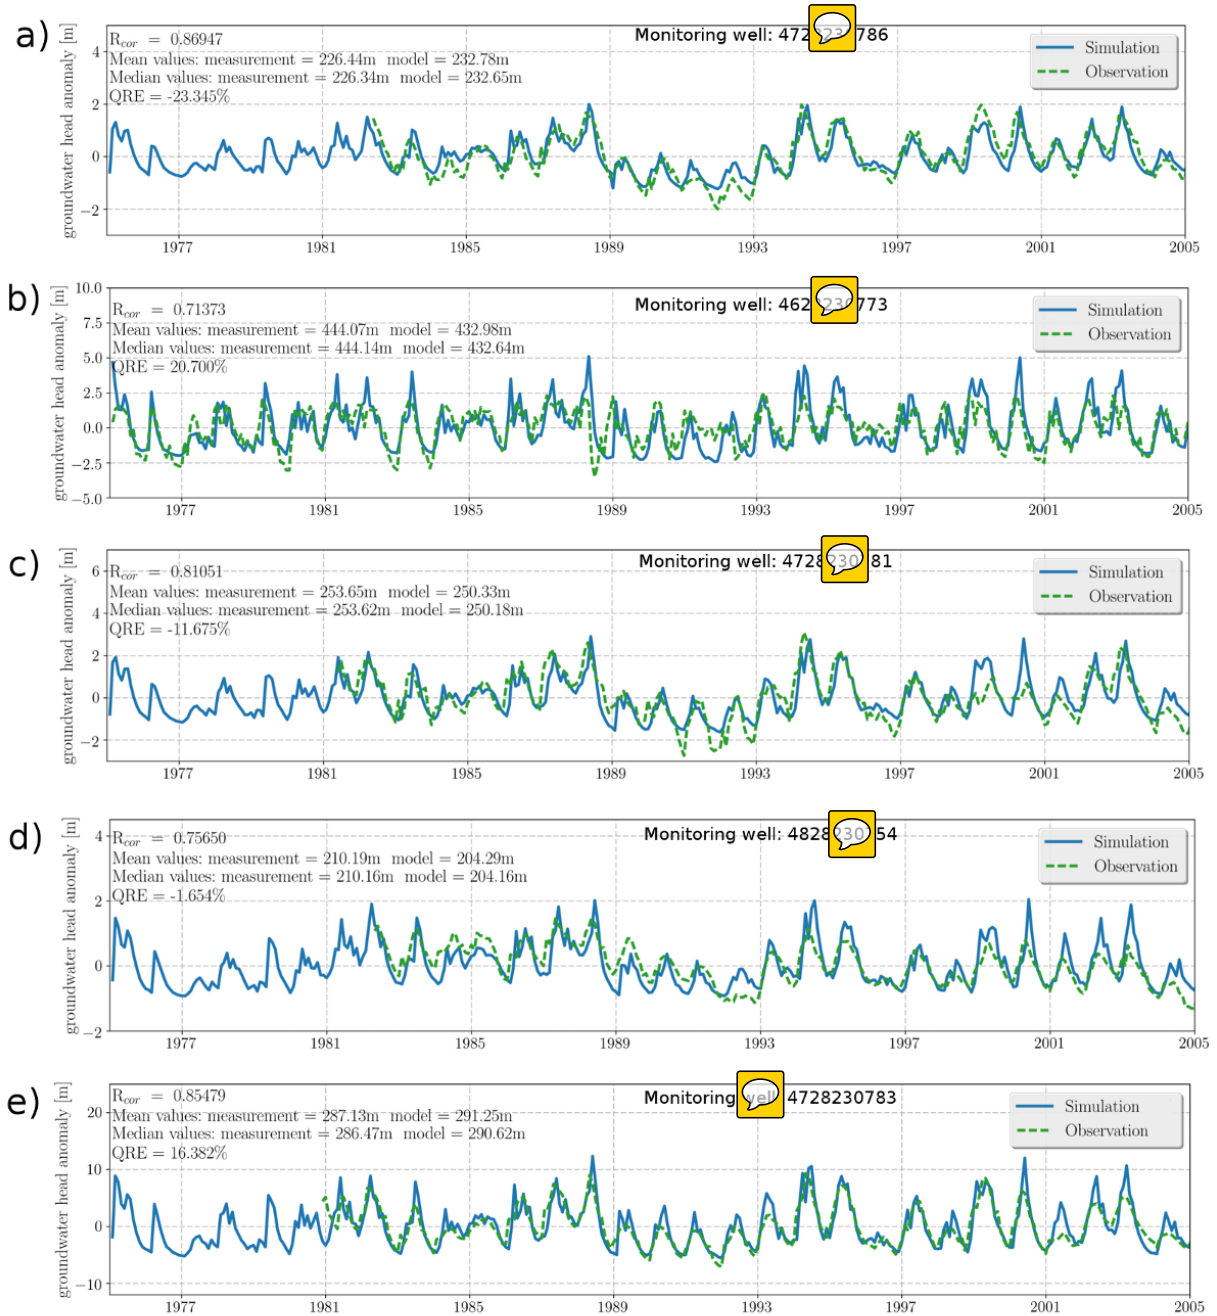 a)
groundwater head anomaly [m]
R_cor = 0.86947
Mean values: measurement = 226.44m model = 232.78m
Median values: measurement = 226.34m model = 232.65m
QRE = -23.345%
Monitoring well:
Simulation
Observation
4
2
0
−2
1977 1981 1985 1989 1993 1997 2001 2005
b)
groundwater head anomaly [m]
R_cor = 0.71373
Mean values: measurement = 444.07m model = 432.98m
Median values: measurement = 444.14m model = 432.64m
QRE = 20.700%
Monitoring well:
Simulation
Observation
10.0
7.5
5.0
2.5
0.0
−2.5
−5.0
1977 1981 1985 1989 1993 1997 2001 2005
c)
groundwater head anomaly [m]
R_cor = 0.81051
Mean values: measurement = 253.65m model = 250.33m
Median values: measurement = 253.62m model = 250.18m
QRE = -11.675%
Monitoring well:
Simulation
Observation
6
4
2
0
−2
1977 1981 1985 1989 1993 1997 2001 2005
d)
groundwater head anomaly [m]
R_cor = 0.75650
Mean values: measurement = 210.19m model = 204.29m
Median values: measurement = 210.16m model = 204.16m
QRE = -1.654%
Monitoring well:
Simulation
Observation
4
2
0
−2
1977 1981 1985 1989 1993 1997 2001 2005
e)
groundwater head anomaly [m]
R_cor = 0.85479
Mean values: measurement = 287.13m model = 291.25m
Median values: measurement = 286.47m model = 290.62m
QRE = 16.382%
Monitoring well: 4728230783
Simulation
Observation
20
10
0
−10
1977 1981 1985 1989 1993 1997 2001 2005